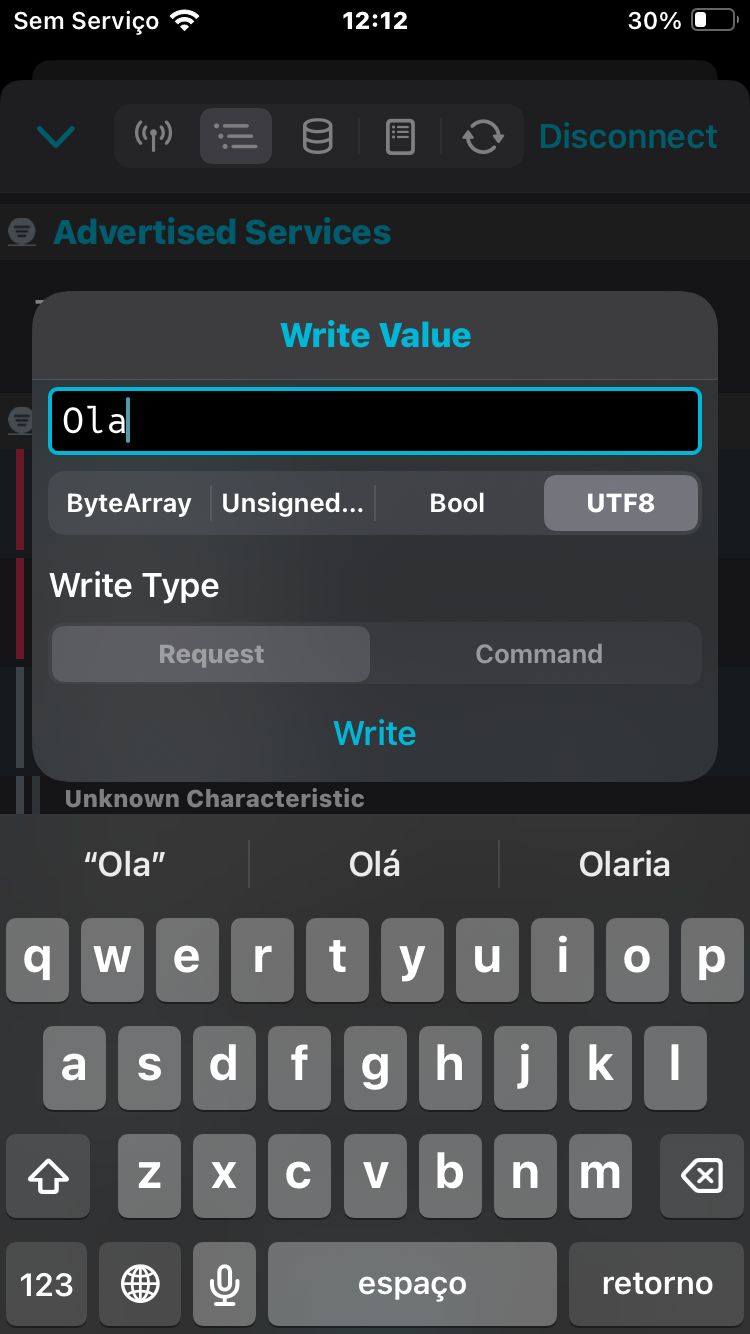 Sem Serviço 12:12 30%
Disconnect
Advertised Services
Write Value
Ola
ByteArray Unsigned... Bool UTF8
Write Type
Request Command
Write
Unknown Characteristic
“Ola” Olá Olaria
q w e r t y u i o p
a s d f g h j k l
z x c v b n m
123 espaço retorno